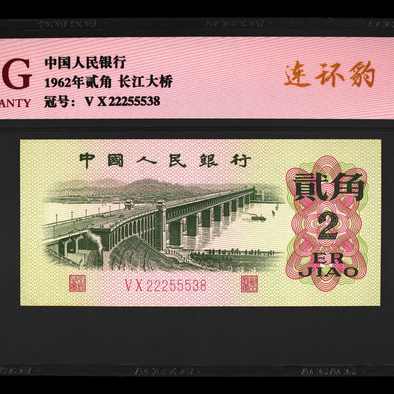 G
ANTY
中国人民银行
1962年贰角 长江大桥
冠号：V X 22255538
连环豹
中國人民銀行
貳角
2
ER
JIAO
V X 22255538